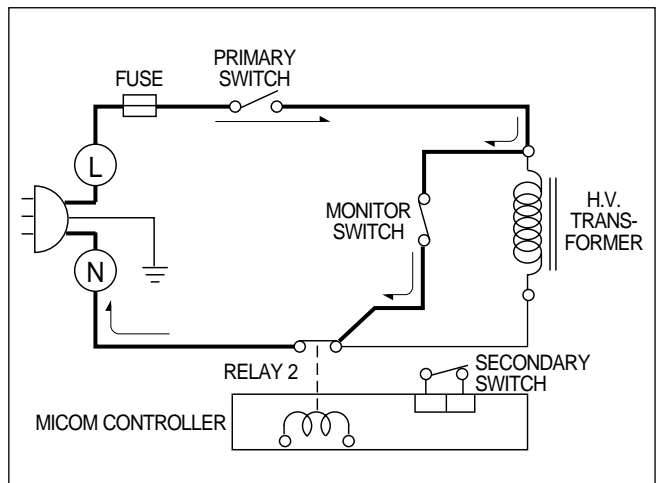 PRIMARY
SWITCH
FUSE
L
MONITOR
SWITCH
H.V.
TRANS-
FORMER
N
RELAY 2
SECONDARY
SWITCH
MICOM CONTROLLER